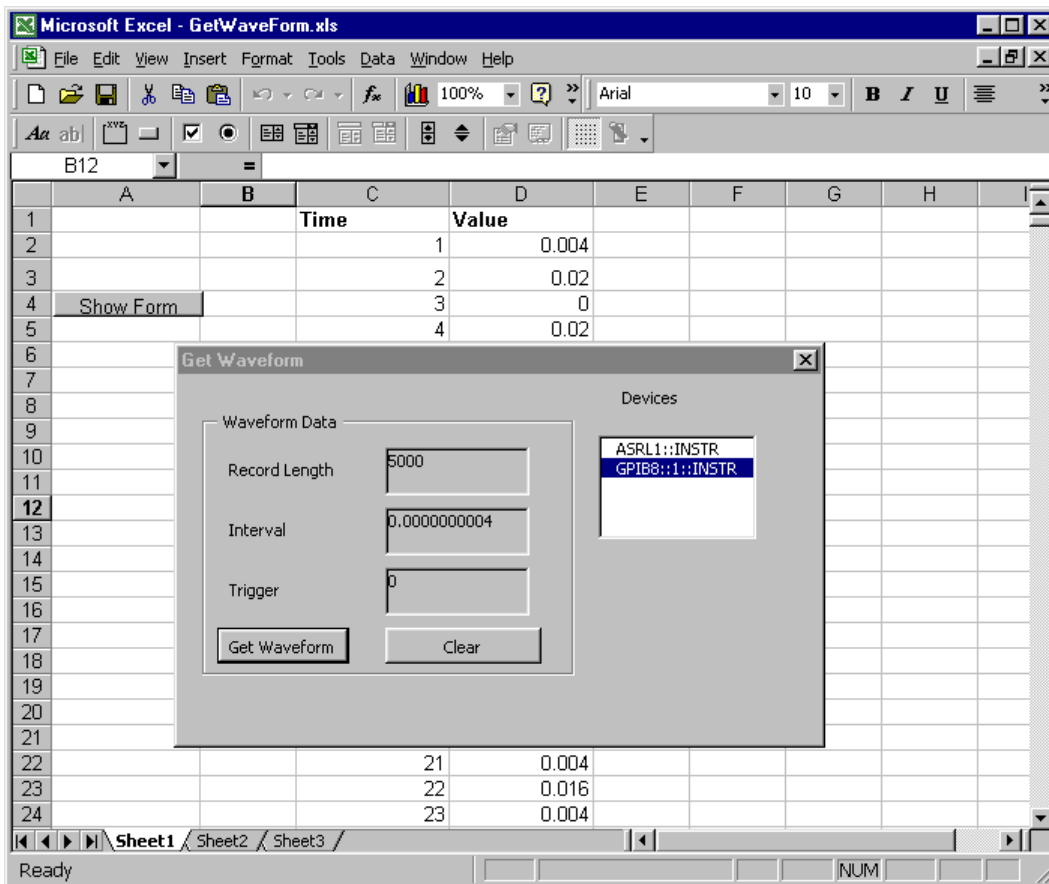 Microsoft Excel - GetWaveForm.xls
File Edit View Insert Format Tools Data Window Help
100% Arial 10 B I U
Aa ab| XYZ
B12 =
A B C D E F G H I
1 Time Value
2 1 0.004
3 2 0.02
4 Show Form 3 0
5 4 0.02
6
7
8
9
10
11
12
13
14
15
16
17
18
19
20
21
Get Waveform
Devices
Waveform Data
Record Length 5000
ASRL1::INSTR
GPIB8::1::INSTR
Interval 0.0000000004
Trigger 0
Get Waveform Clear
22 21 0.004
23 22 0.016
24 23 0.004
Sheet1 Sheet2 Sheet3
Ready NUM